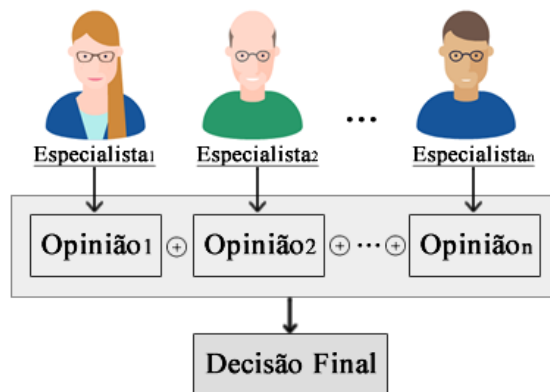 ...
Especialista1 Especialista2 Especialistan
Opinião1 + Opinião2 + ... + Opiniãon
Decisão Final